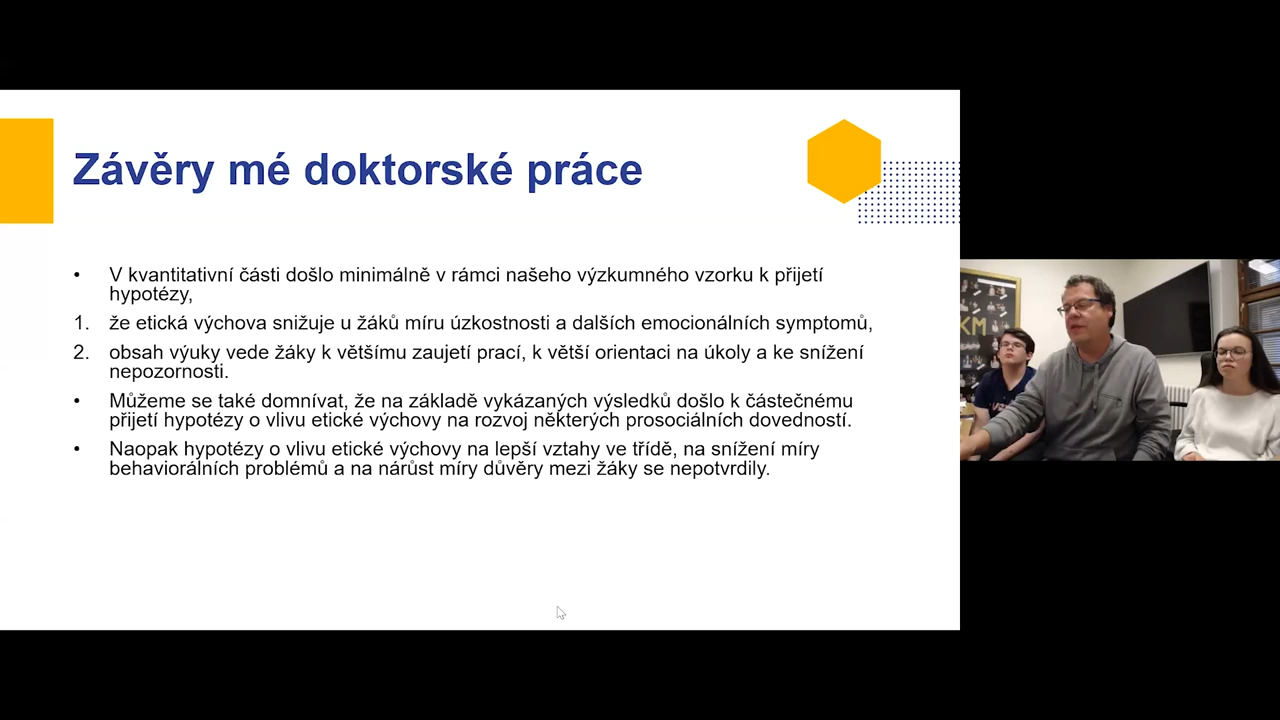 Závěry mé doktorské práce
• V kvantitativní části došlo minimálně v rámci našeho výzkumného vzorku k přijetí
hypotézy,
1. že etická výchova snižuje u žáků míru úzkostnosti a dalších emocionálních symptomů,
2. obsah výuky vede žáky k většímu zaujetí prací, k větší orientaci na úkoly a ke snížení
nepozornosti.
• Můžeme se také domnívat, že na základě vykázaných výsledků došlo k částečnému
přijetí hypotézy o vlivu etické výchovy na rozvoj některých prosociálních dovedností.
• Naopak hypotézy o vlivu etické výchovy na lepší vztahy ve třídě, na snížení míry
behaviorálních problémů a na nárůst míry důvěry mezi žáky se nepotvrdily.
KM